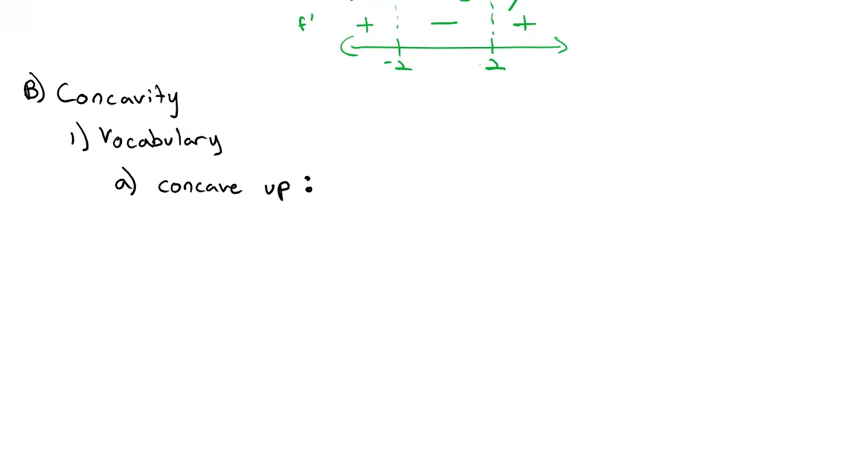 f' + − +
-2 2
B) Concavity
1) Vocabulary
a) concave up :